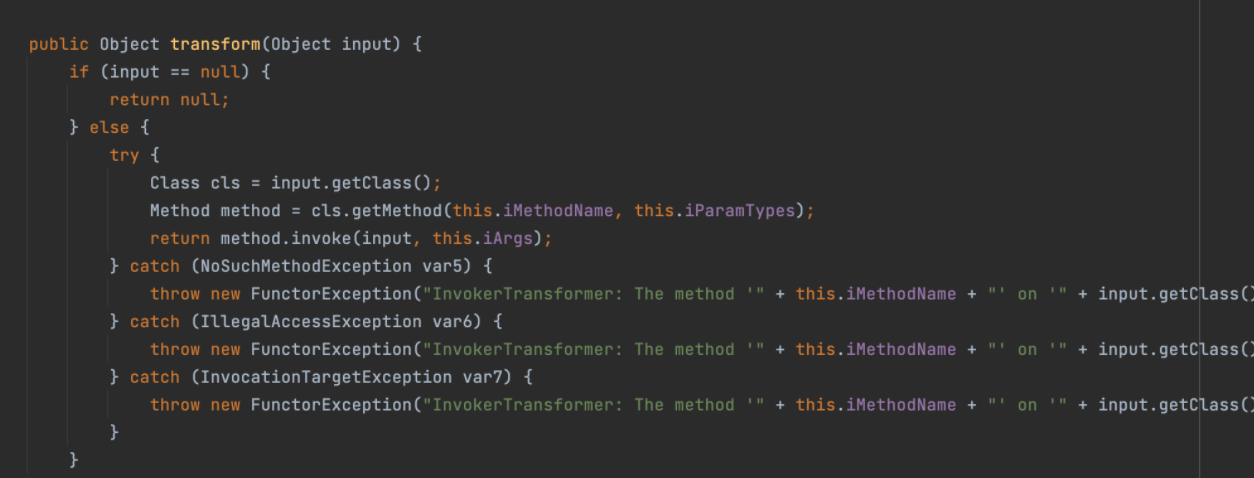 public Object transform(Object input) {
if (input == null) {
return null;
} else {
try {
Class cls = input.getClass();
Method method = cls.getMethod(this.iMethodName, this.iParamTypes);
return method.invoke(input, this.iArgs);
} catch (NoSuchMethodException var5) {
throw new FunctorException("InvokerTransformer: The method '" + this.iMethodName + "' on '" + input.getClass()
} catch (IllegalAccessException var6) {
throw new FunctorException("InvokerTransformer: The method '" + this.iMethodName + "' on '" + input.getClass()
} catch (InvocationTargetException var7) {
throw new FunctorException("InvokerTransformer: The method '" + this.iMethodName + "' on '" + input.getClass()
}
}